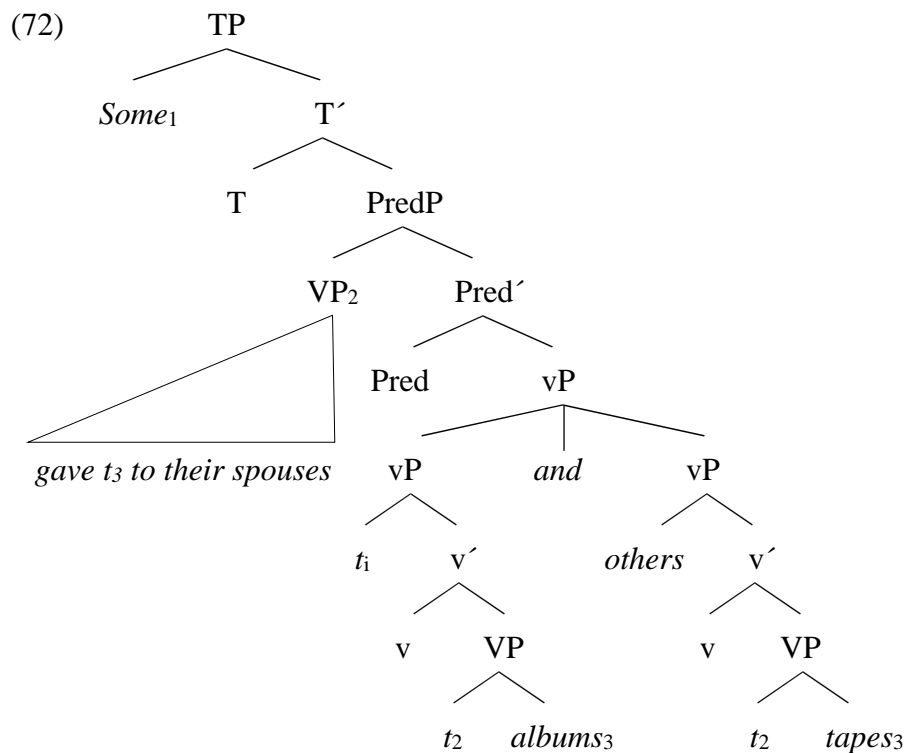 (72) TP
Some₁ T´
T PredP
VP₂ Pred´
Pred vP
gave t₃ to their spouses vP and vP
tᵢ v´ others v´
v VP v VP
t₂ albums₃ t₂ tapes₃